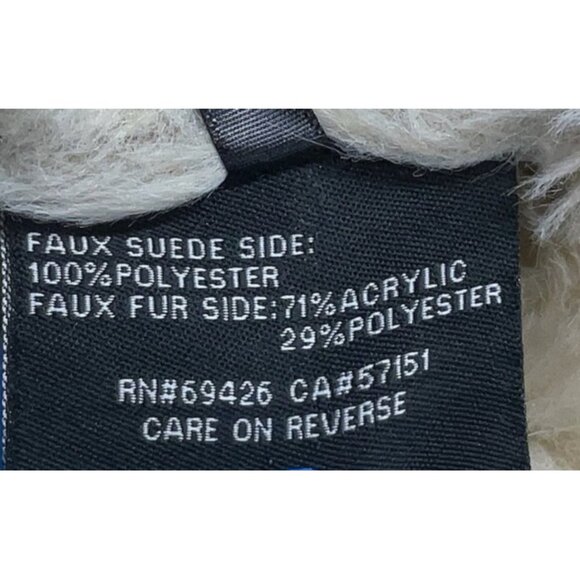 FAUX SUEDE SIDE:
100%POLYESTER
FAUX FUR SIDE:71%ACRYLIC
29%POLYESTER
RN#69426 CA#57151
CARE ON REVERSE